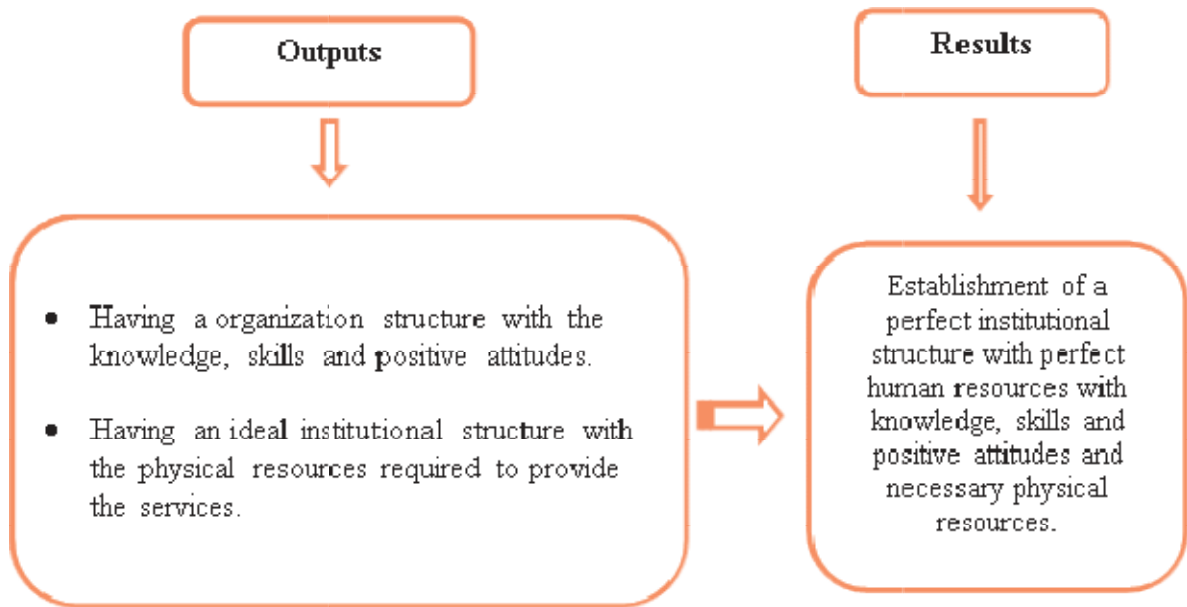 Outputs
Results
• Having a organization structure with the
knowledge, skills and positive attitudes.
• Having an ideal institutional structure with
the physical resources required to provide
the services.
Establishment of a
perfect institutional
structure with perfect
human resources with
knowledge, skills and
positive attitudes and
necessary physical
resources.